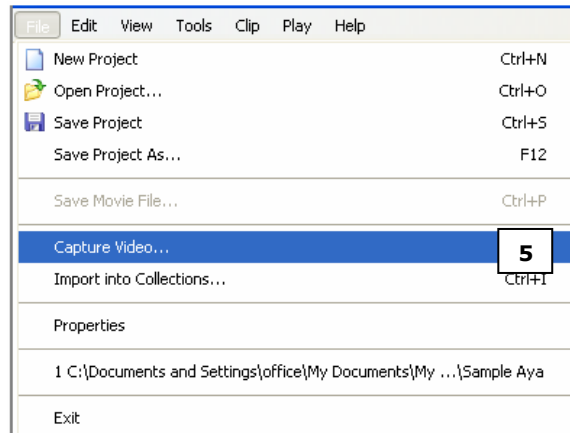 File Edit View Tools Clip Play Help
New Project Ctrl+N
Open Project... Ctrl+O
Save Project Ctrl+S
Save Project As... F12
Save Movie File... Ctrl+P
Capture Video... 5
Import into Collections... Ctrl+I
Properties
1 C:\Documents and Settings\office\My Documents\My ...\Sample Aya
Exit